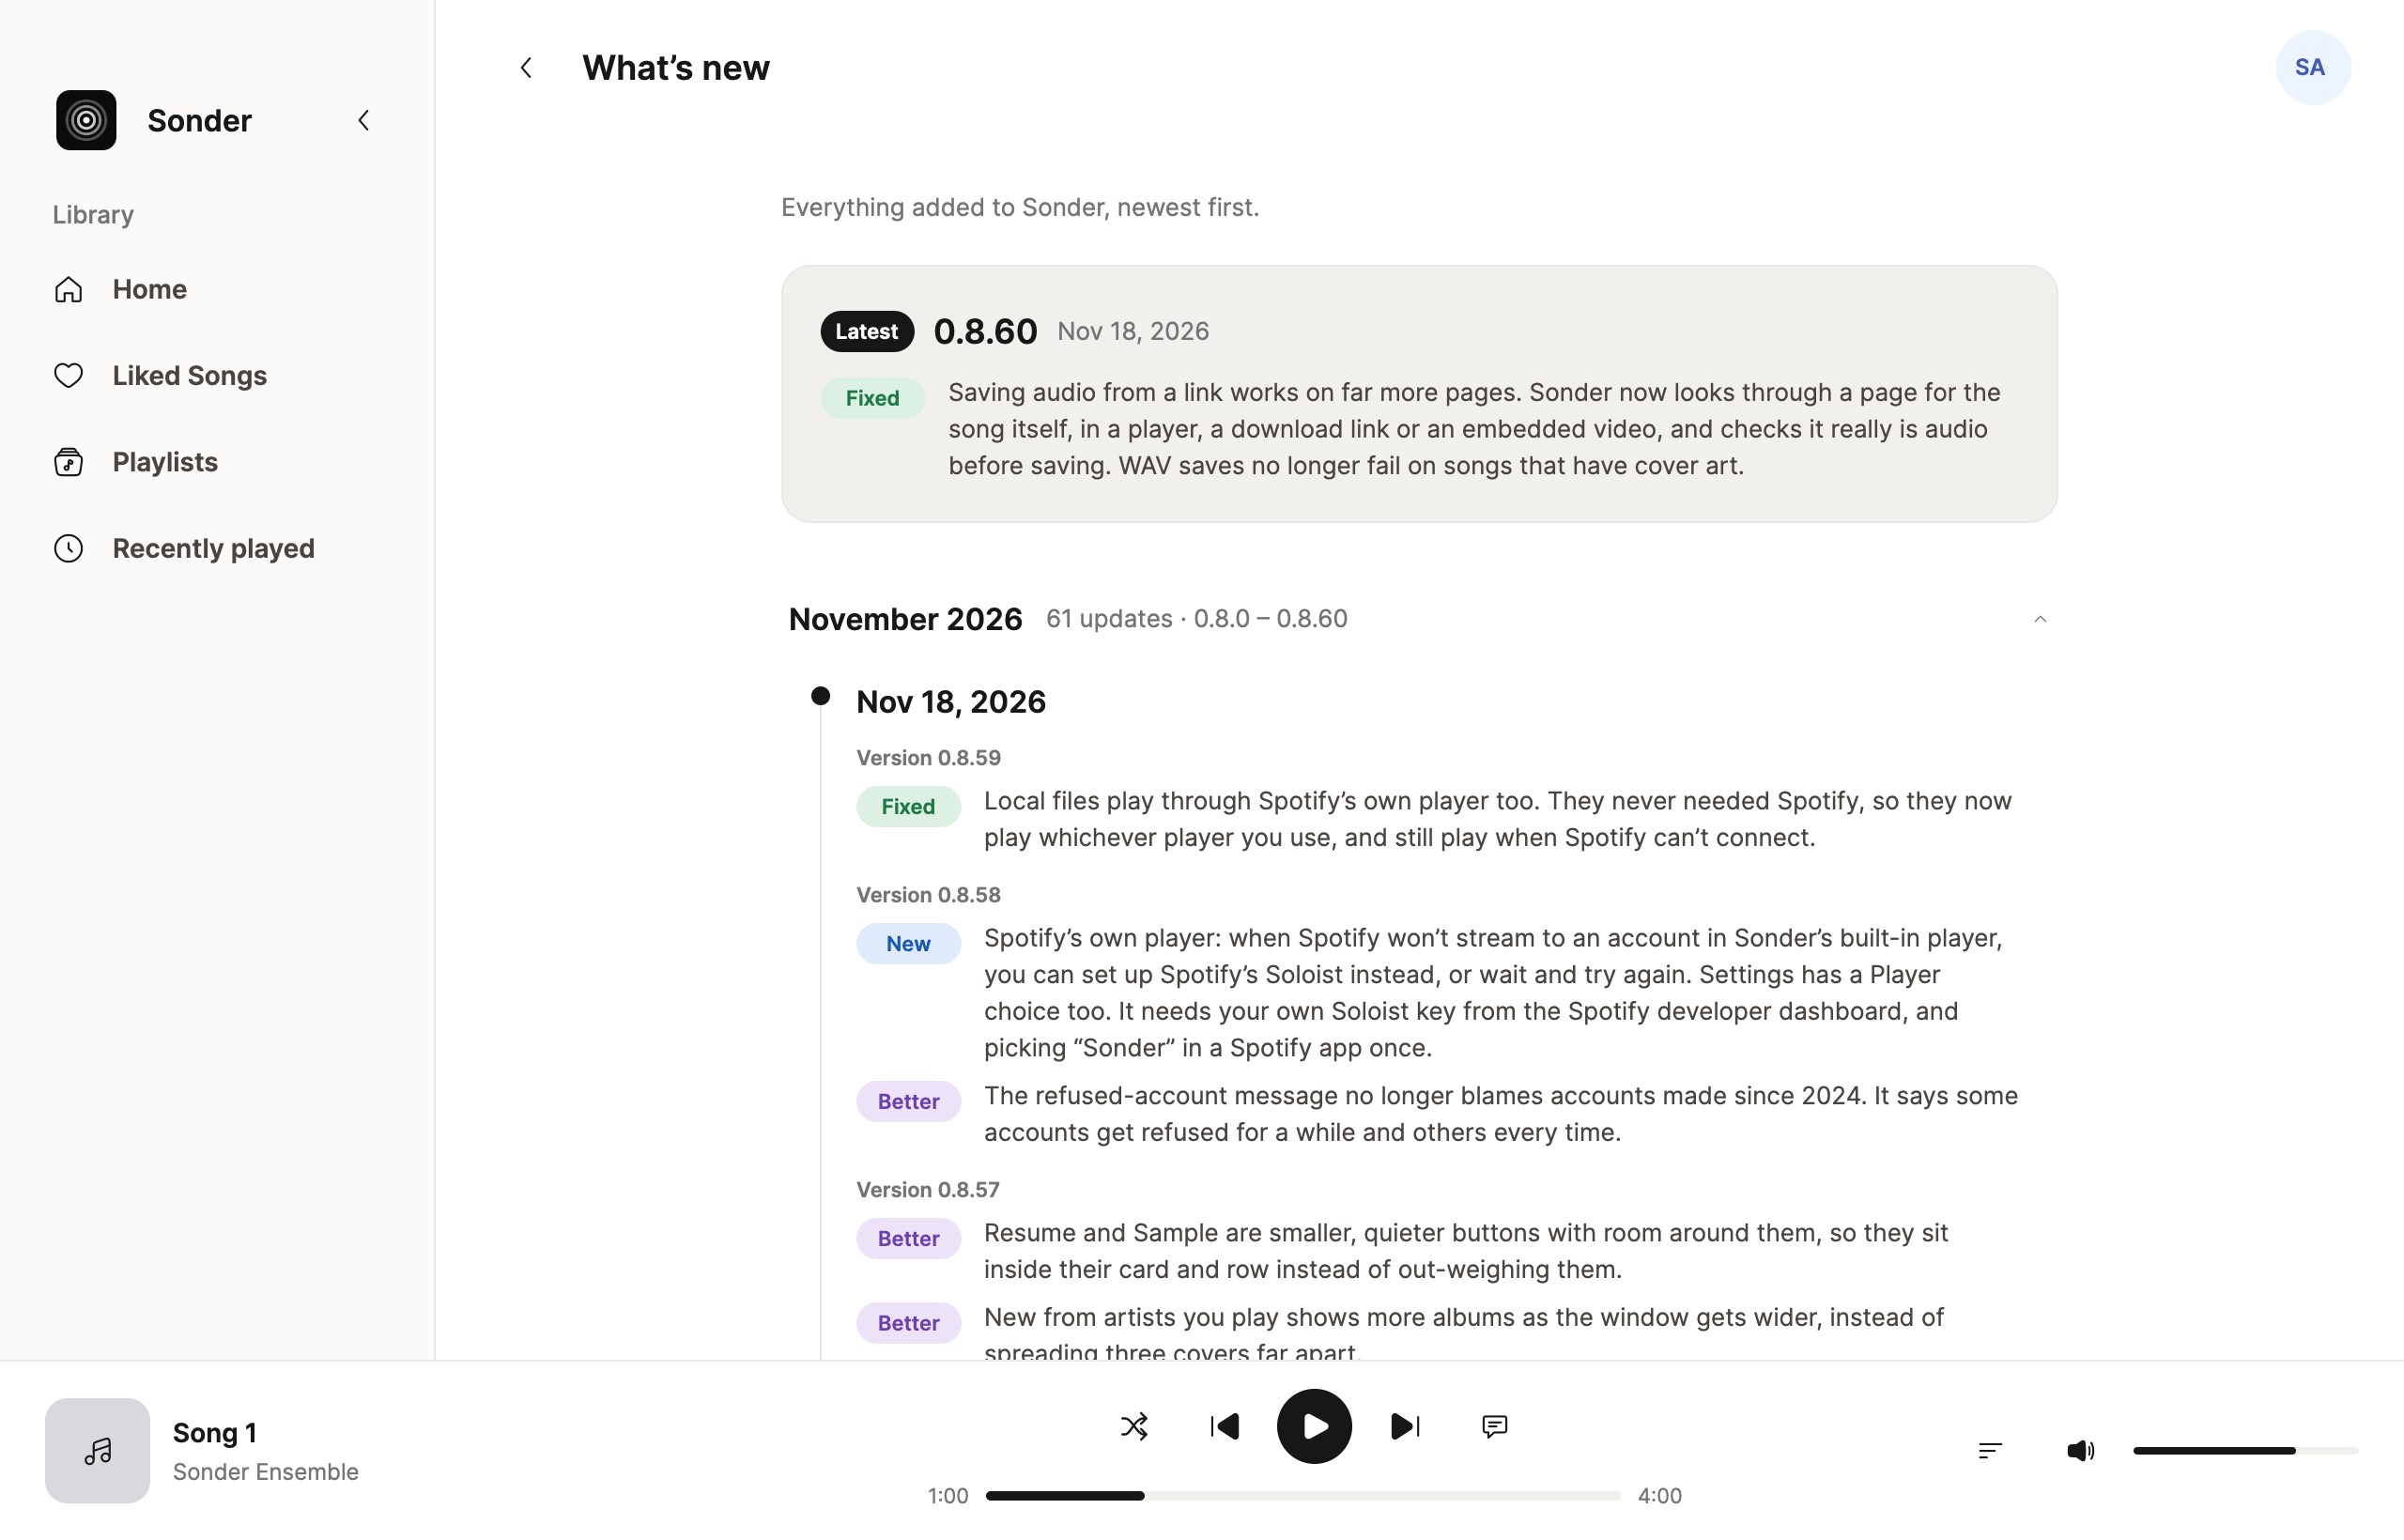 What’s new
SA
Sonder
Library
Home
Liked Songs
Playlists
Recently played
Everything added to Sonder, newest first.
Latest 0.8.60 Nov 18, 2026
Fixed Saving audio from a link works on far more pages. Sonder now looks through a page for the
song itself, in a player, a download link or an embedded video, and checks it really is audio
before saving. WAV saves no longer fail on songs that have cover art.
November 2026 61 updates · 0.8.0 – 0.8.60
Nov 18, 2026
Version 0.8.59
Fixed Local files play through Spotify’s own player too. They never needed Spotify, so they now
play whichever player you use, and still play when Spotify can’t connect.
Version 0.8.58
New Spotify’s own player: when Spotify won’t stream to an account in Sonder’s built-in player,
you can set up Spotify’s Soloist instead, or wait and try again. Settings has a Player
choice too. It needs your own Soloist key from the Spotify developer dashboard, and
picking “Sonder” in a Spotify app once.
Better The refused-account message no longer blames accounts made since 2024. It says some
accounts get refused for a while and others every time.
Version 0.8.57
Better Resume and Sample are smaller, quieter buttons with room around them, so they sit
inside their card and row instead of out-weighing them.
Better New from artists you play shows more albums as the window gets wider, instead of
spreading three covers far apart.
Song 1
Sonder Ensemble
1:00
4:00